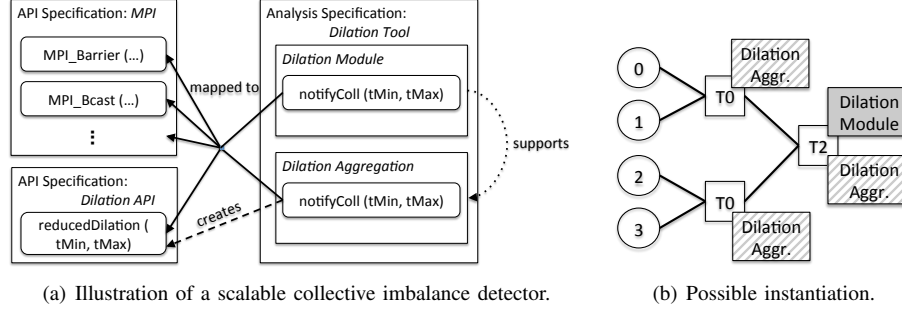 API Specification: MPI
MPI_Barrier (...)
MPI_Bcast (...)
...
API Specification:
Dilation API
reducedDilation (
tMin, tMax)
mapped to
creates
Analysis Specification:
Dilation Tool
Dilation Module
notifyColl (tMin, tMax)
Dilation Aggregation
notifyColl (tMin, tMax)
supports
(a) Illustration of a scalable collective imbalance detector.
0
1
2
3
T0
Dilation
Aggr.
T0
Dilation
Aggr.
T2
Dilation
Module
Dilation
Aggr.
(b) Possible instantiation.